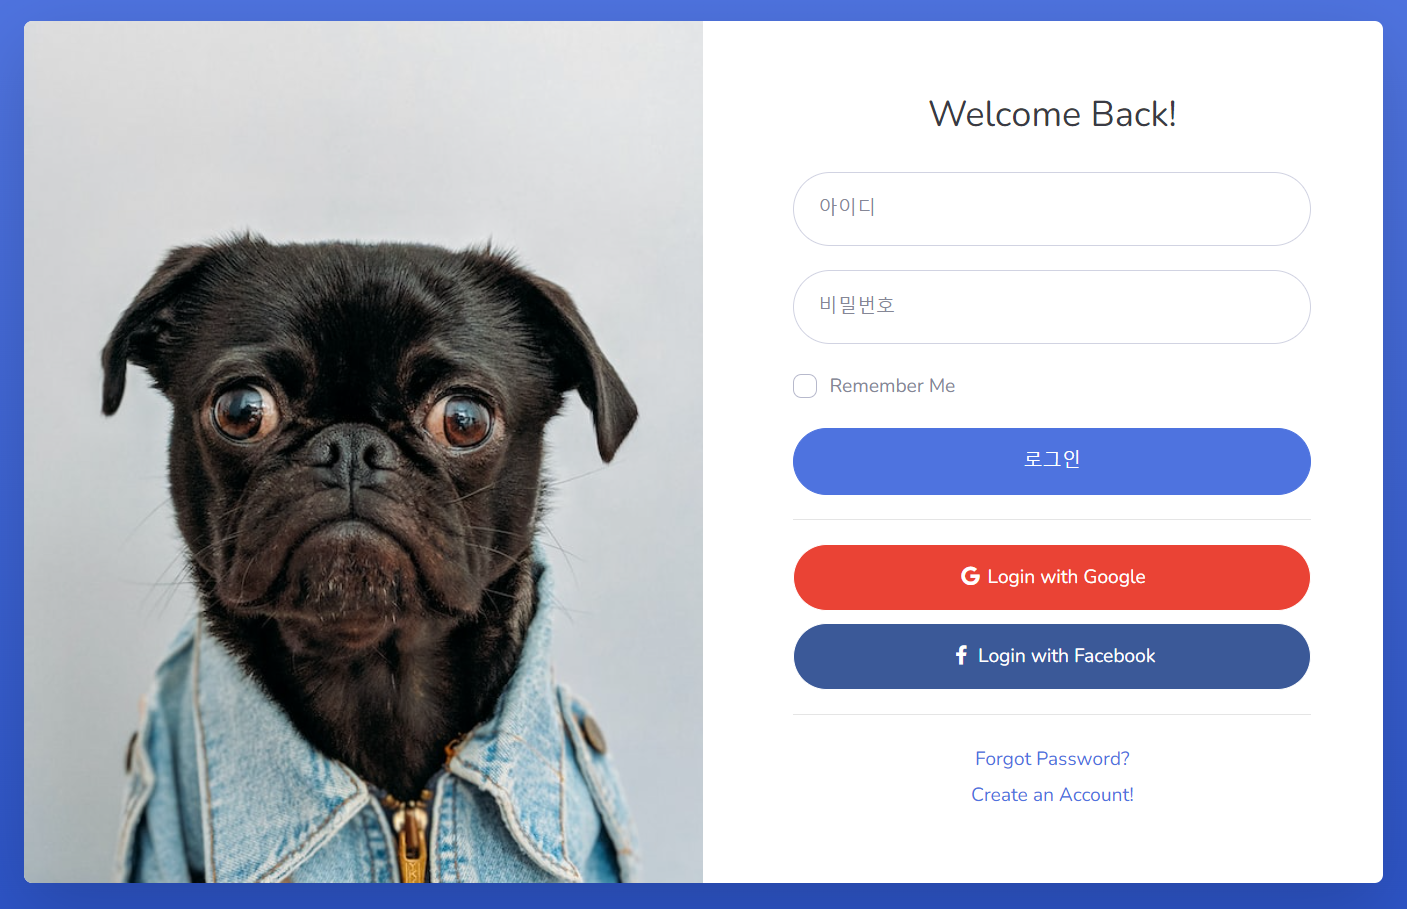 Welcome Back!
아이디
비밀번호
Remember Me
로그인
Login with Google
Login with Facebook
Forgot Password?
Create an Account!